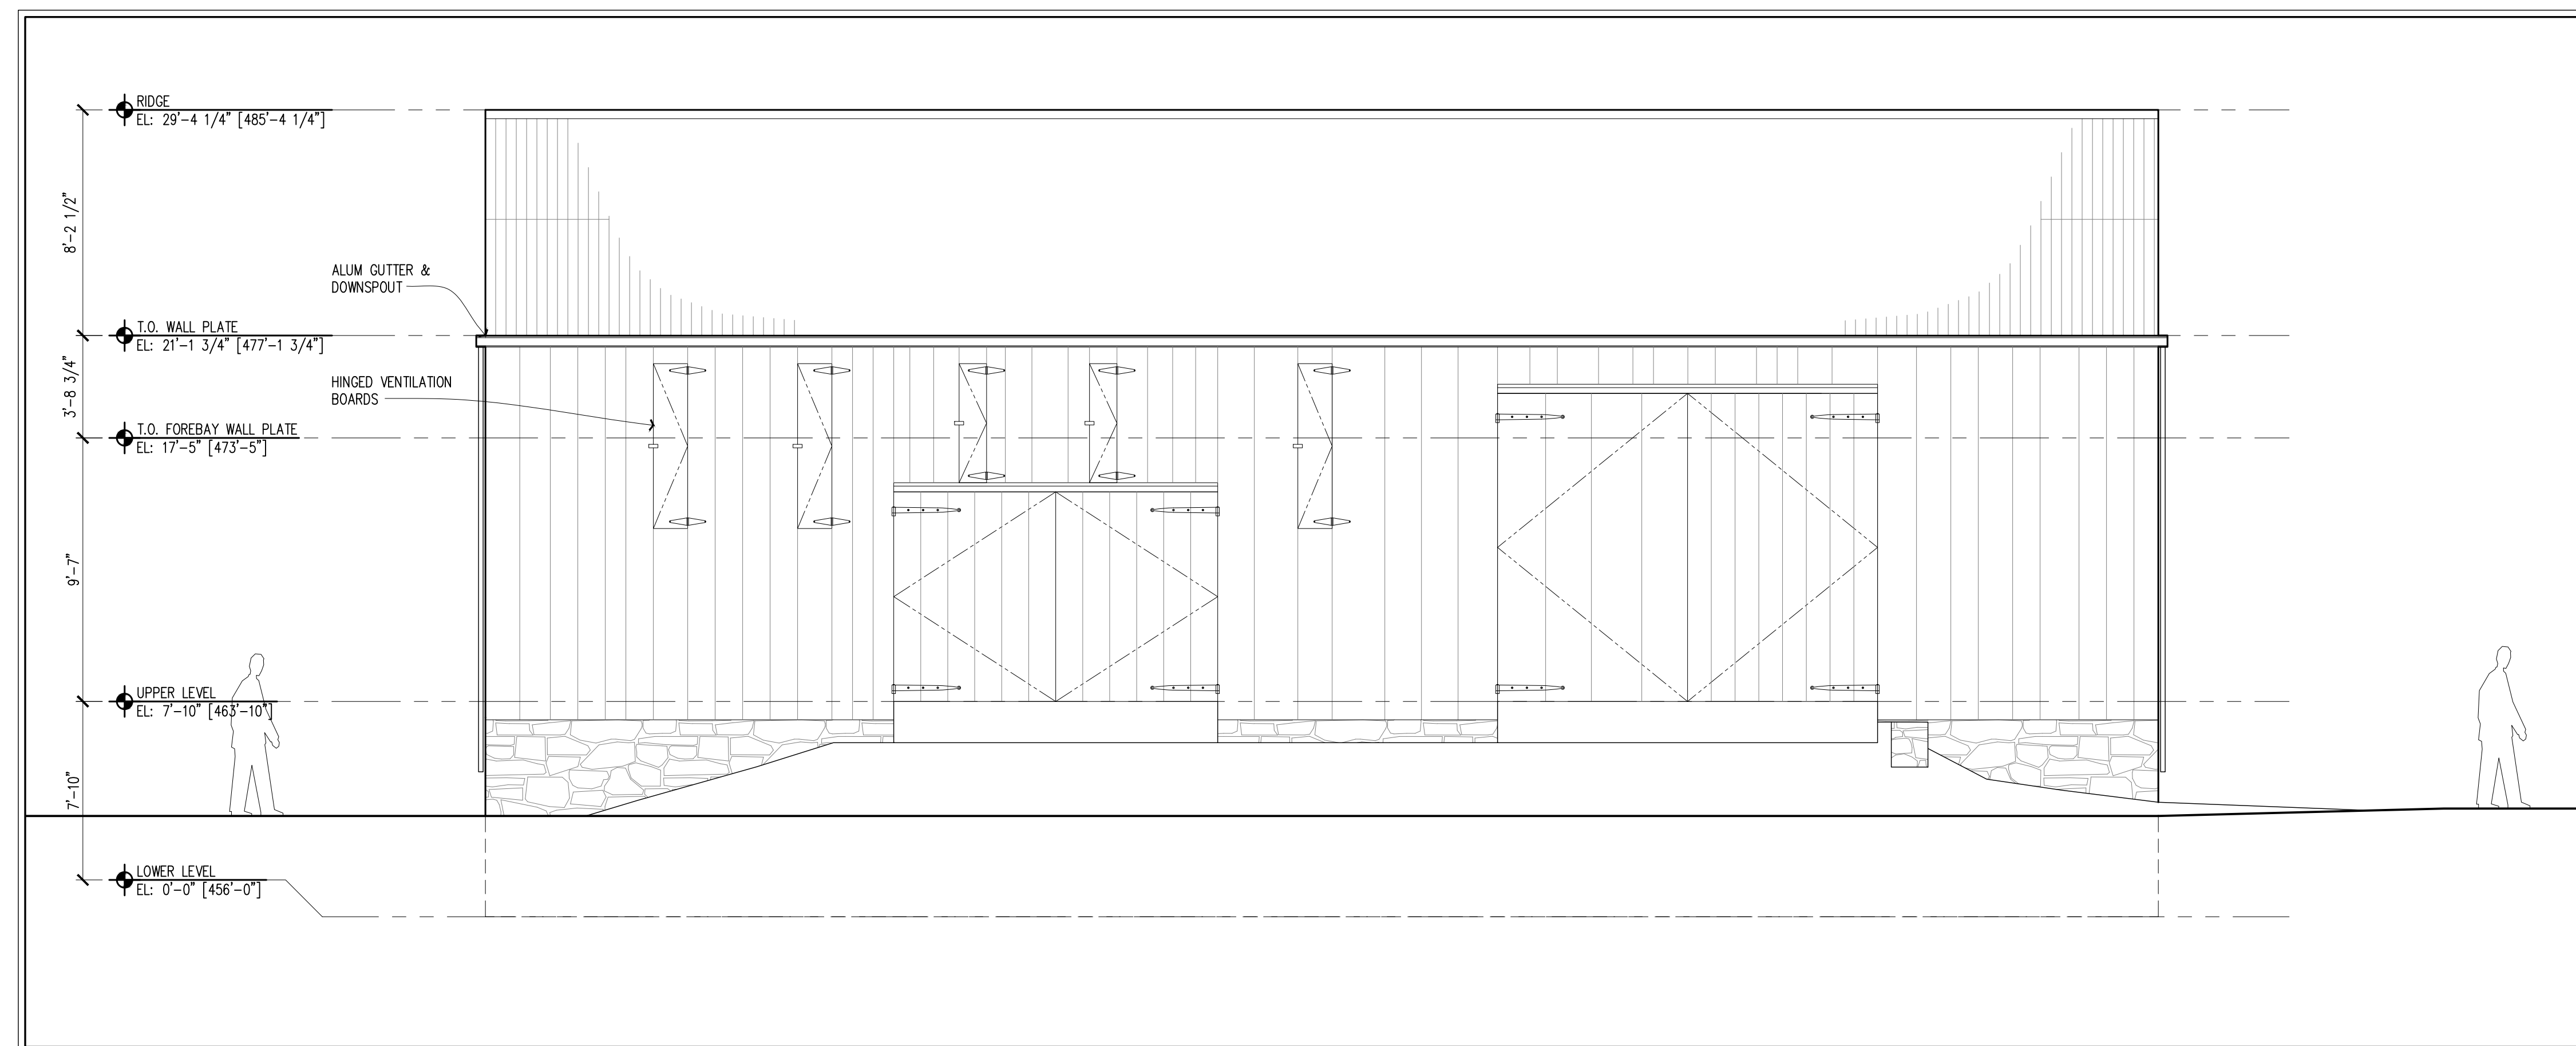 RIDGE
EL: 29'-4 1/4" [485'-4 1/4"]
8'-2 1/2"
ALUM GUTTER &
DOWNSPOUT
T.O. WALL PLATE
EL: 21'-1 3/4" [477'-1 3/4"]
3'-8 3/4"
HINGED VENTILATION
BOARDS
T.O. FOREBAY WALL PLATE
EL: 17'-5" [473'-5"]
9'-7"
UPPER LEVEL
EL: 7'-10" [463'-10"]
7'-10"
LOWER LEVEL
EL: 0'-0" [456'-0"]